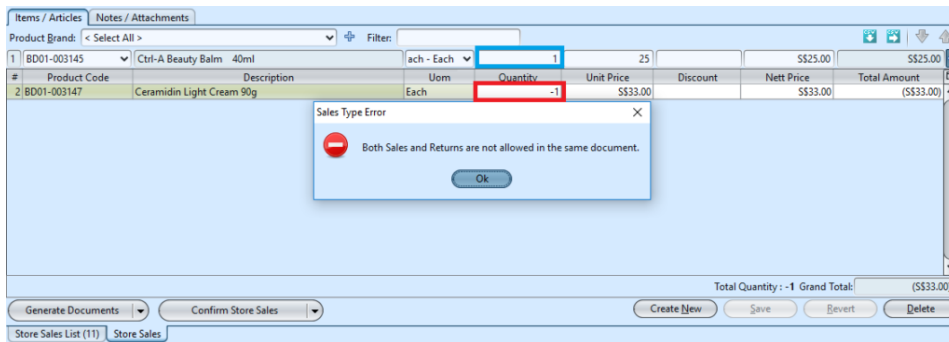 Items / Articles Notes / Attachments
Product Brand: < Select All > Filter:
1 BD01-003145 Ctrl-A Beauty Balm 40ml ach - Each 1 25 S$25.00 S$25.00
# Product Code Description Uom Quantity Unit Price Discount Nett Price Total Amount
2 BD01-003147 Ceramidin Light Cream 90g Each -1 S$33.00 S$33.00 (S$33.00)
Sales Type Error
Both Sales and Returns are not allowed in the same document.
Ok
Total Quantity : -1 Grand Total: (S$33.00
Generate Documents Confirm Store Sales Create New Save Revert Delete
Store Sales List (11) Store Sales